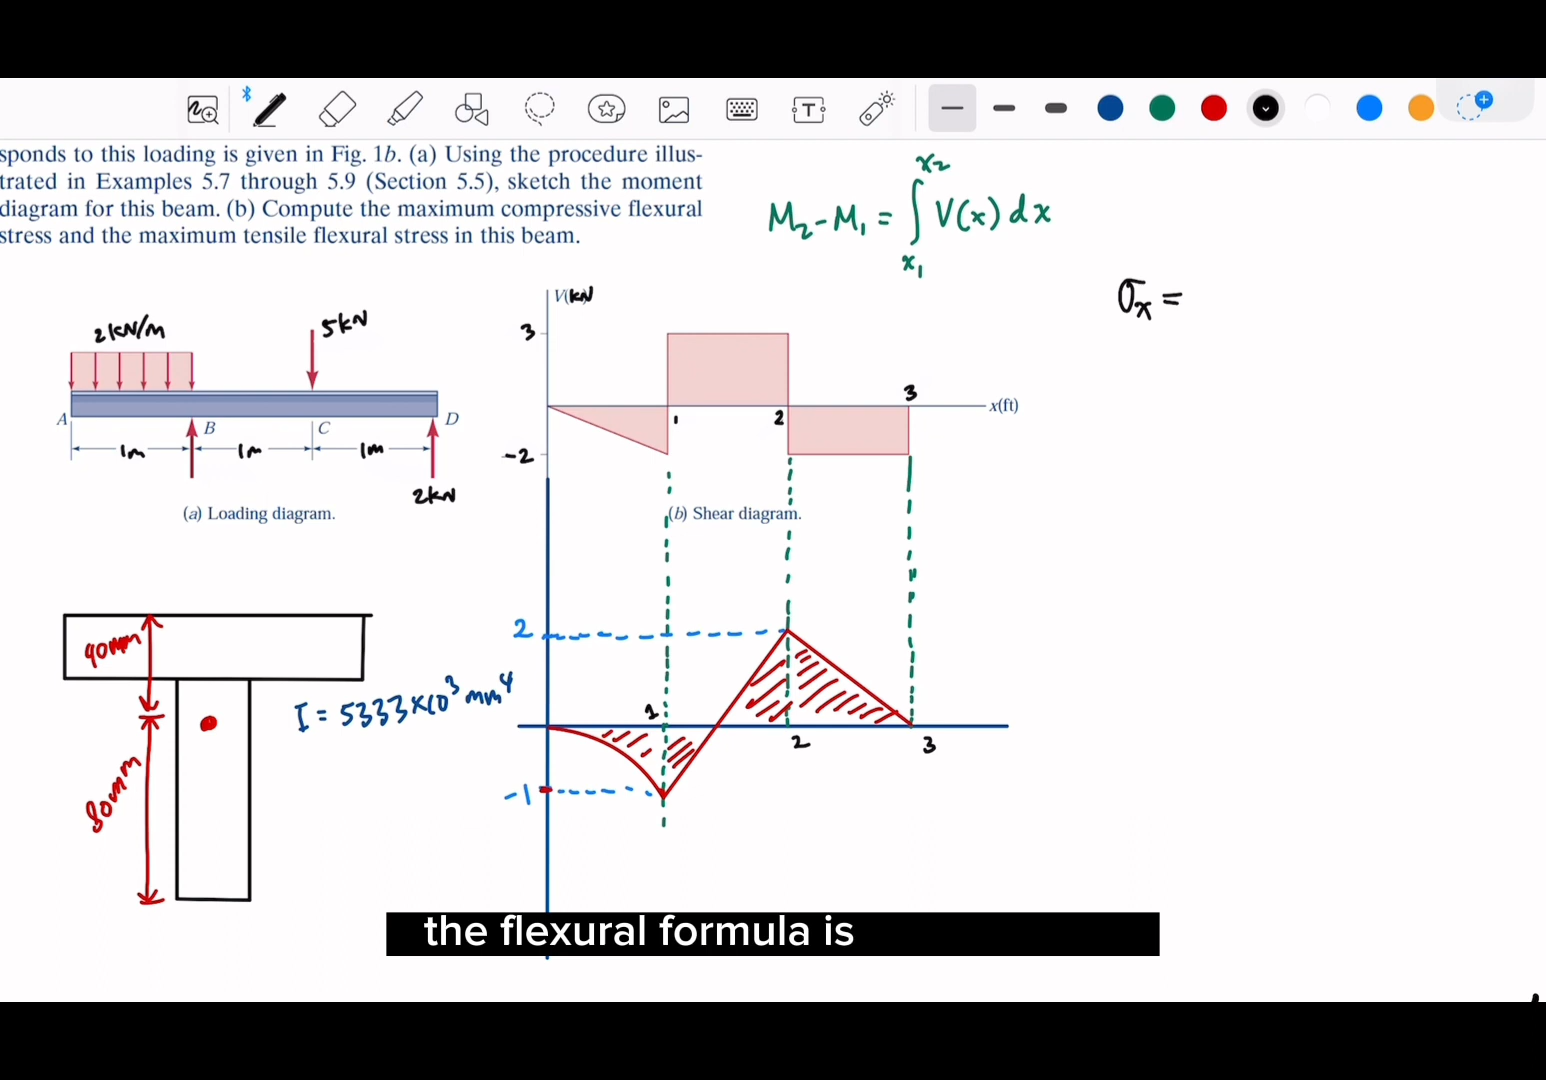 sponds to this loading is given in Fig. 1b. (a) Using the procedure illus-
trated in Examples 5.7 through 5.9 (Section 5.5), sketch the moment
diagram for this beam. (b) Compute the maximum compressive flexural
stress and the maximum tensile flexural stress in this beam.
M₂-M₁ = ∫ₓ₁ˣ² V(x) dx
σₓ =
2kN/m
5kN
A
B
C
D
1m
1m
1m
2kN
(a) Loading diagram.
V(kN
3
-2
1
2
3
x(ft)
(b) Shear diagram.
T
40mm
80mm
I = 5333×10³ mm⁴
2
-1
1
2
3
the flexural formula is